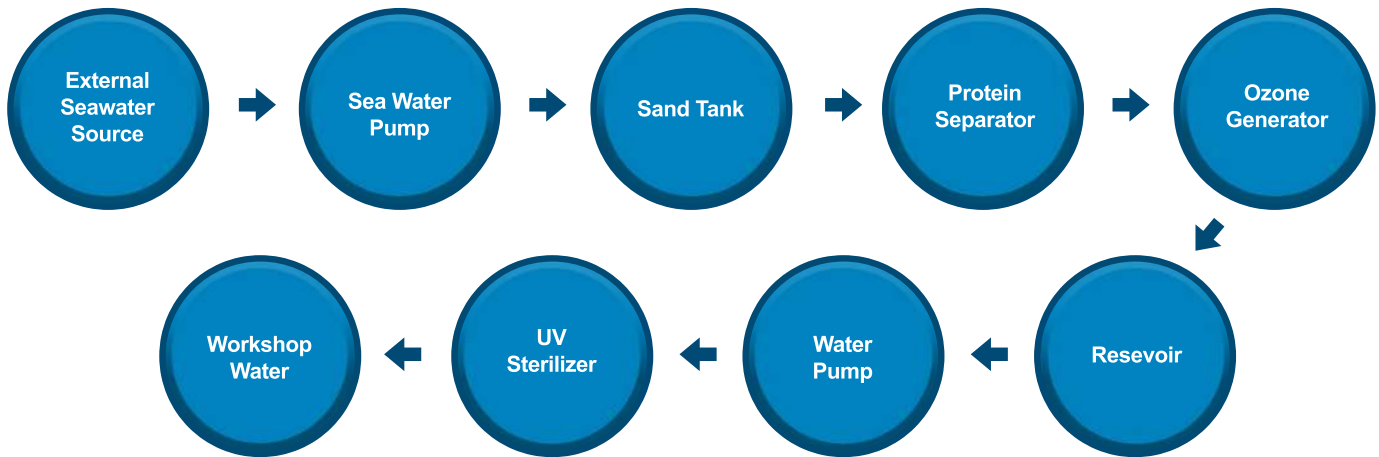 External
Seawater
Source
Sea Water
Pump
Sand Tank
Protein
Separator
Ozone
Generator
Resevoir
Water
Pump
UV
Sterilizer
Workshop
Water